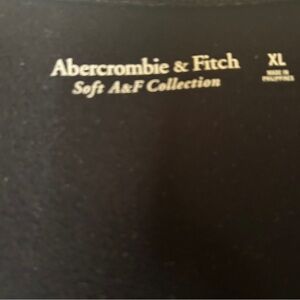 Abercrombie & Fitch
Soft A&F Collection
XL
MADE IN
PHILIPPINES